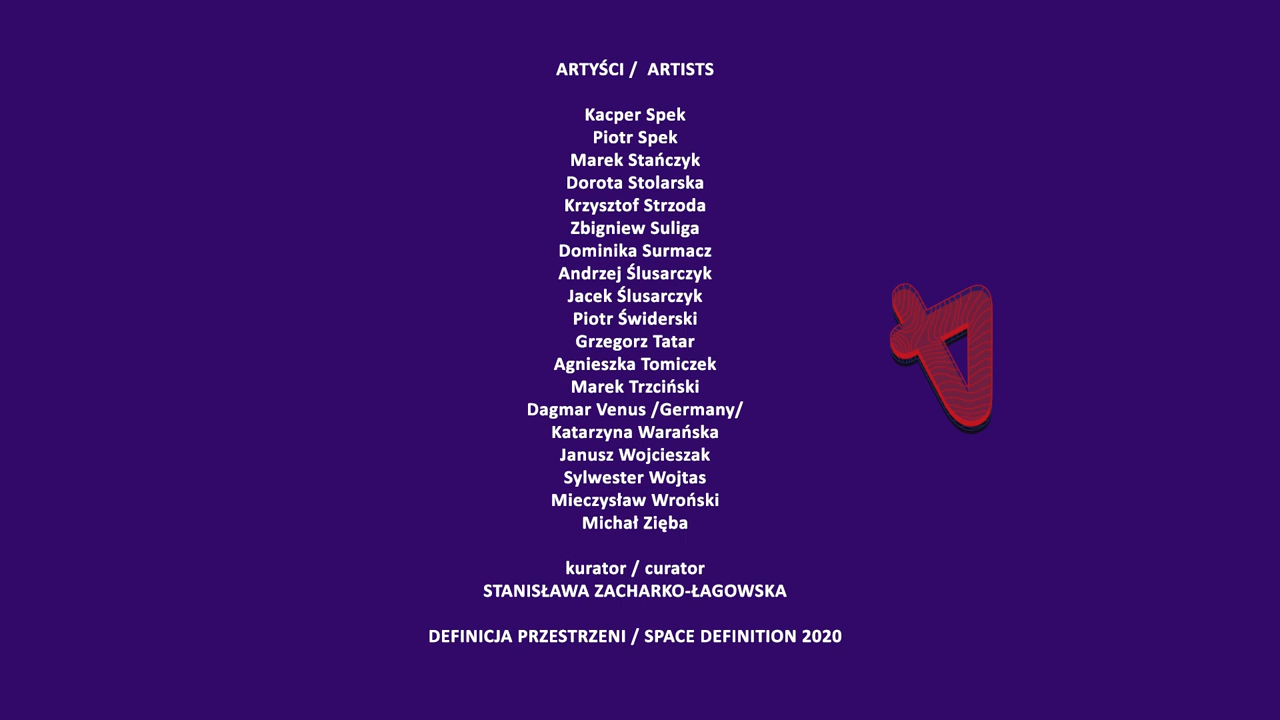 ARTYŚCI / ARTISTS
Kacper Spek
Piotr Spek
Marek Stańczyk
Dorota Stolarska
Krzysztof Strzoda
Zbigniew Suliga
Dominika Surmacz
Andrzej Ślusarczyk
Jacek Ślusarczyk
Piotr Świderski
Grzegorz Tatar
Agnieszka Tomiczek
Marek Trzciński
Dagmar Venus /Germany/
Katarzyna Warańska
Janusz Wojcieszak
Sylwester Wojtas
Mieczysław Wroński
Michał Zięba
kurator / curator
STANISŁAWA ZACHARKO-ŁAGOWSKA
DEFINICJA PRZESTRZENI / SPACE DEFINITION 2020